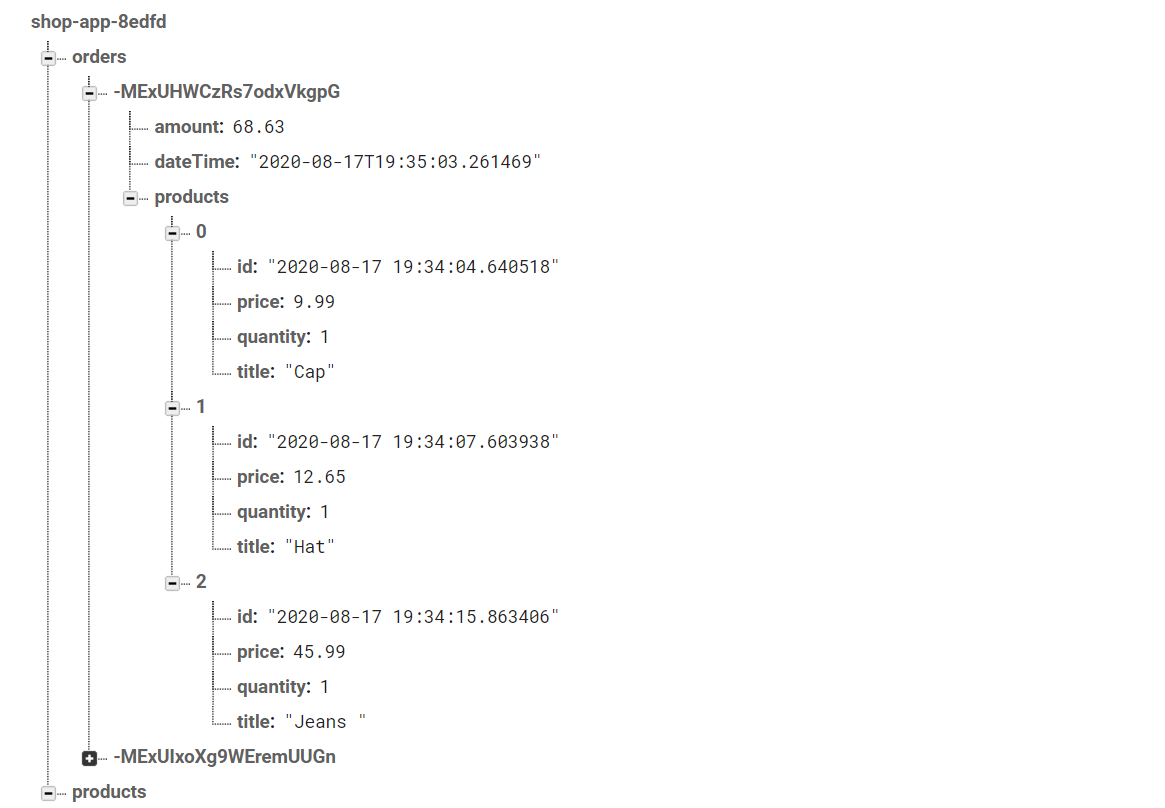 shop-app-8edfd
orders
-MExUHWCzRs7odxVkgpG
amount: 68.63
dateTime: "2020-08-17T19:35:03.261469"
products
0
id: "2020-08-17 19:34:04.640518"
price: 9.99
quantity: 1
title: "Cap"
1
id: "2020-08-17 19:34:07.603938"
price: 12.65
quantity: 1
title: "Hat"
2
id: "2020-08-17 19:34:15.863406"
price: 45.99
quantity: 1
title: "Jeans "
-MExUIxoXg9WEremUUGn
products